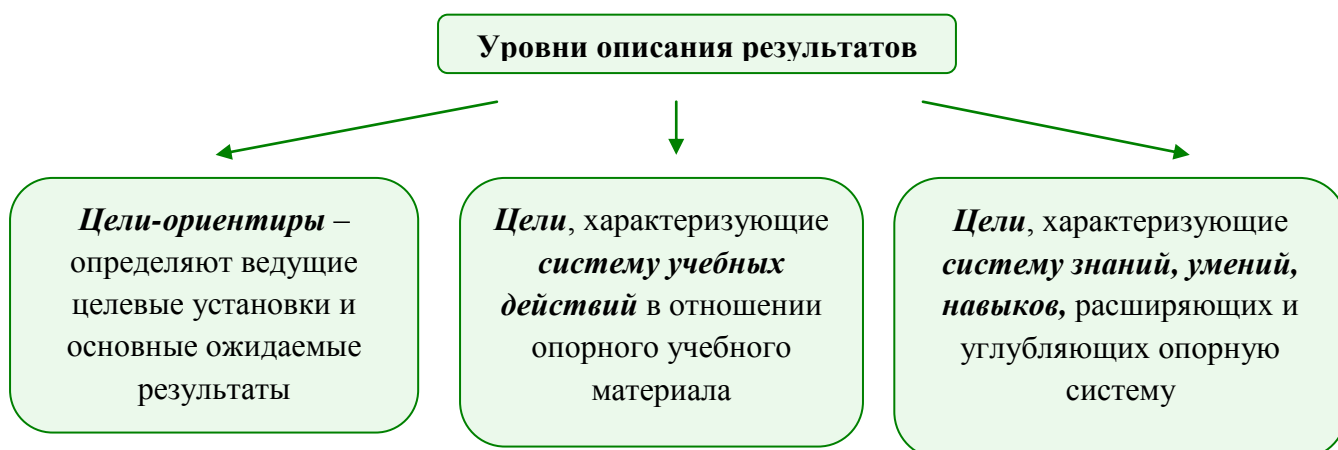 Уровни описания результатов
Цели-ориентиры –
определяют ведущие
целевые установки и
основные ожидаемые
результаты
Цели, характеризующие
систему учебных
действий в отношении
опорного учебного
материала
Цели, характеризующие
систему знаний, умений,
навыков, расширяющих и
углубляющих опорную
систему